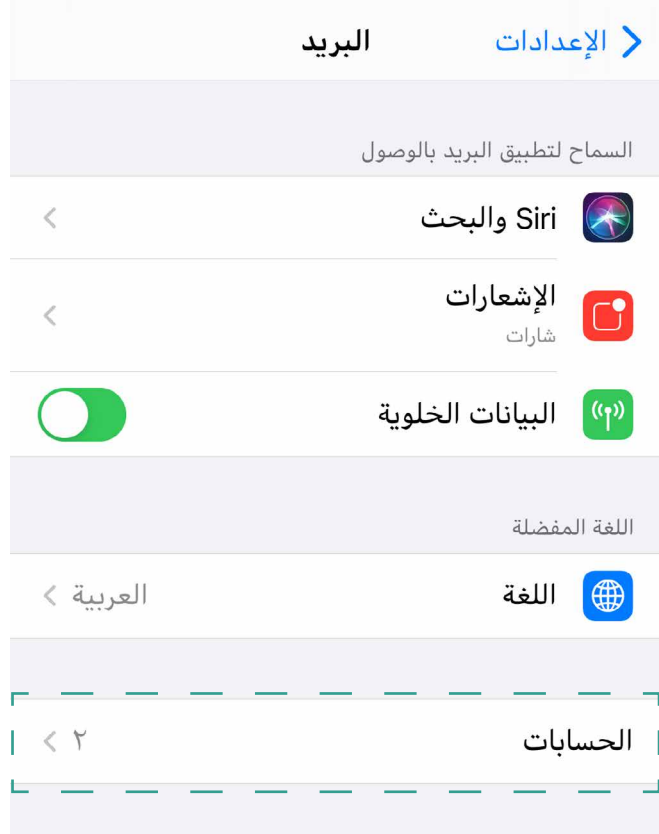 الإعدادات
البريد
السماح لتطبيق البريد بالوصول
Siri والبحث
الإشعارات
شارات
البيانات الخلوية
اللغة المفضلة
اللغة العربية
الحسابات ٢